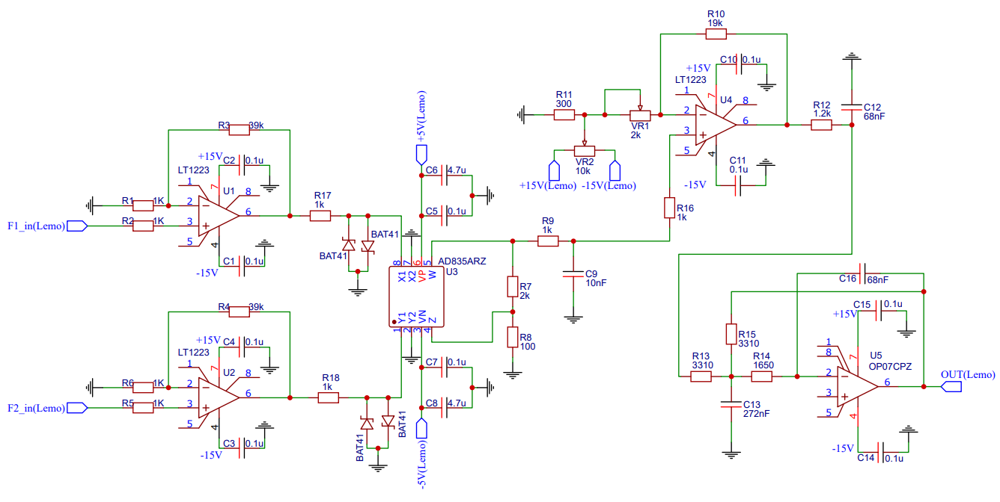 R10
19k
C10 0.1u
+15V
LT1223
7
1
U4
8
2
6
3
4
5
-15V
C11
0.1u
R12
1.2k
C12
68nF
R11
300
VR1
2k
VR2
10k
+15V(Lemo)
-15V(Lemo)
R16
1k
R3 39k
+15V
C2 0.1u
LT1223
7
1
U1
8
R1 1K
2
6
F1_in(Lemo)
R2 1K
3
5
4
-15V
C1 0.1u
R17
1k
BAT41
BAT41
+5V(Lemo)
C6 4.7u
C5 0.1u
8 7 6 5
AD835ARZ
U3
X1 X2 VP W
Y1 Y2 VN Z
1 2 3 4
R9
1k
C9
10nF
R7
2k
R8
100
C7 0.1u
C8 4.7u
-5V(Lemo)
R4 39k
+15V
C4 0.1u
LT1223
7
1
U2
8
R6 1K
2
6
F2_in(Lemo)
R5 1K
3
5
4
-15V
C3 0.1u
R18
1k
BAT41
BAT41
C16 68nF
C15 0.1u
+15V
R15
3310
R13
3310
R14
1650
C13
272nF
1
8
7
U5
OP07CPZ
2
6
3
5
4
OUT(Lemo)
-15V
C14 0.1u